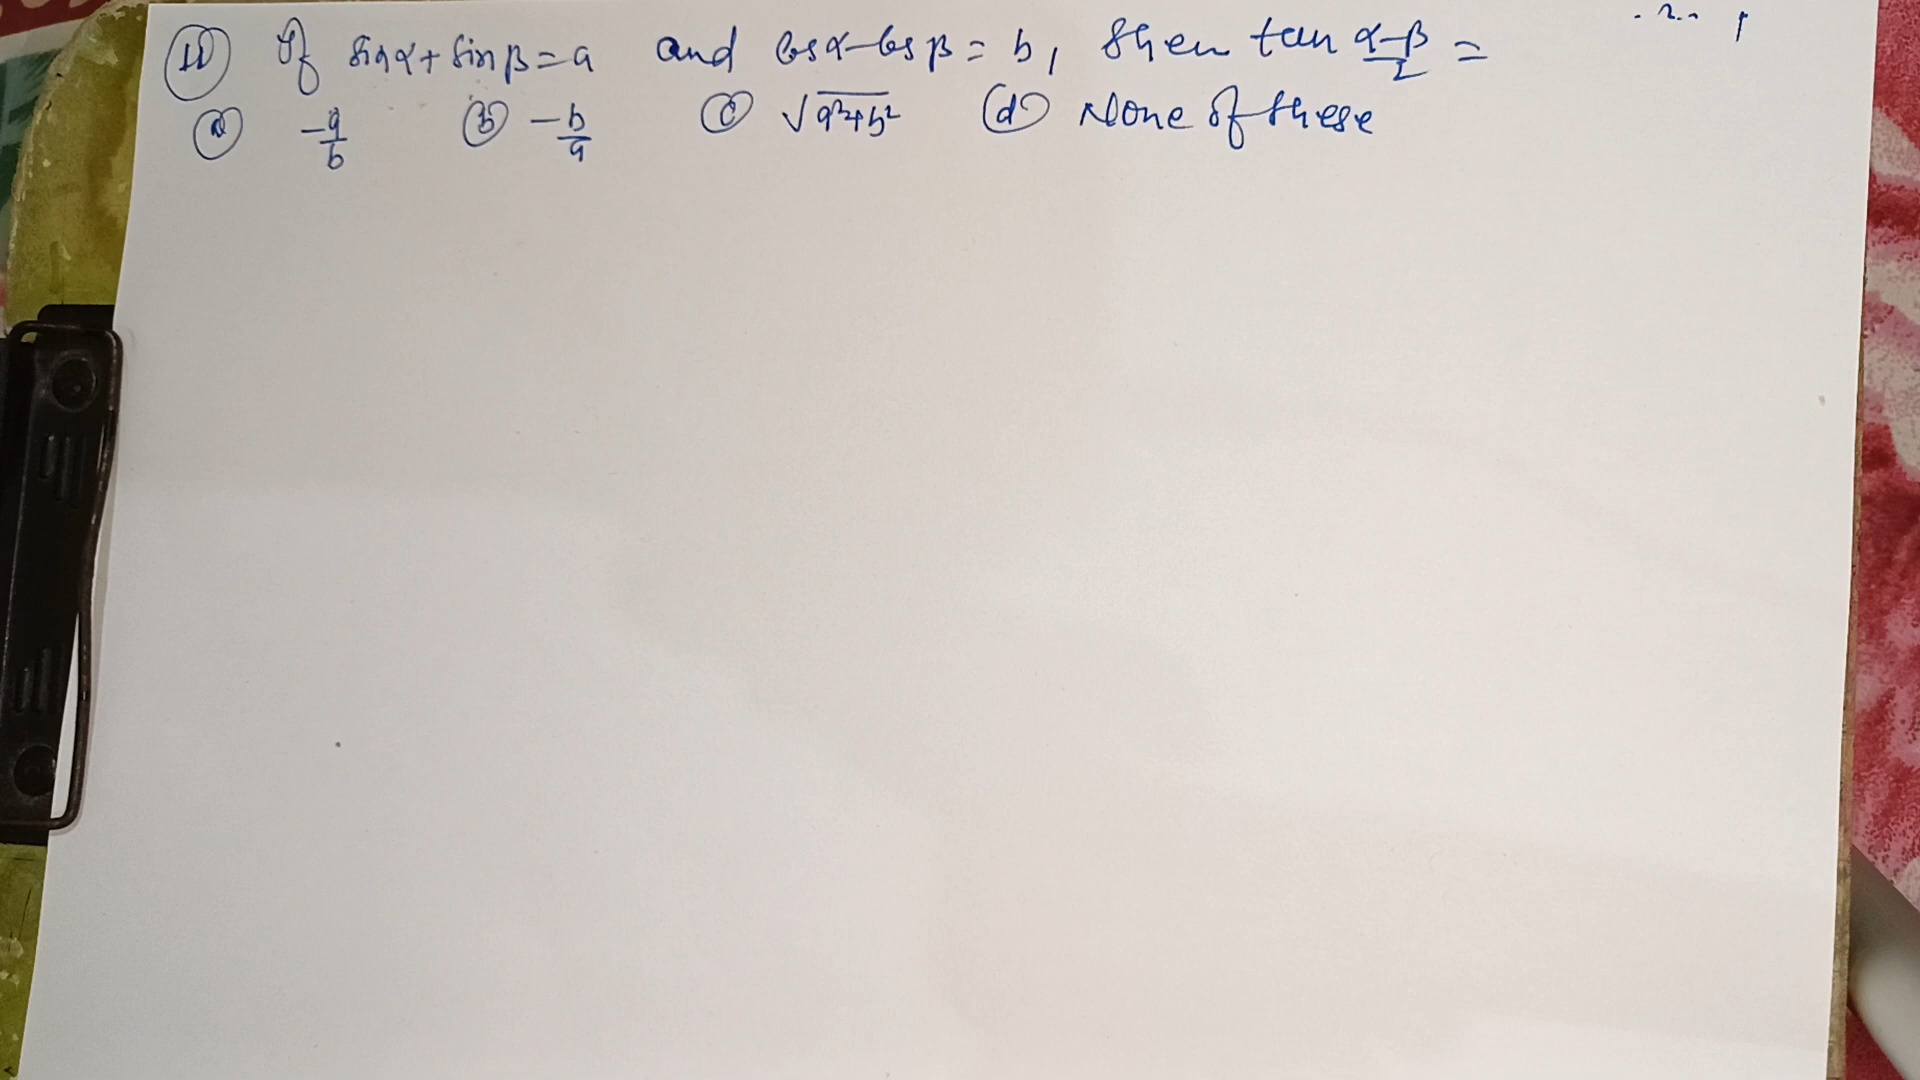 (11) If sinα + sinβ = a and cosα - cosβ = b, then tan (α-β)/2 =
(a) -a/b (b) -b/a (c) √(a²+b²) (d) None of these